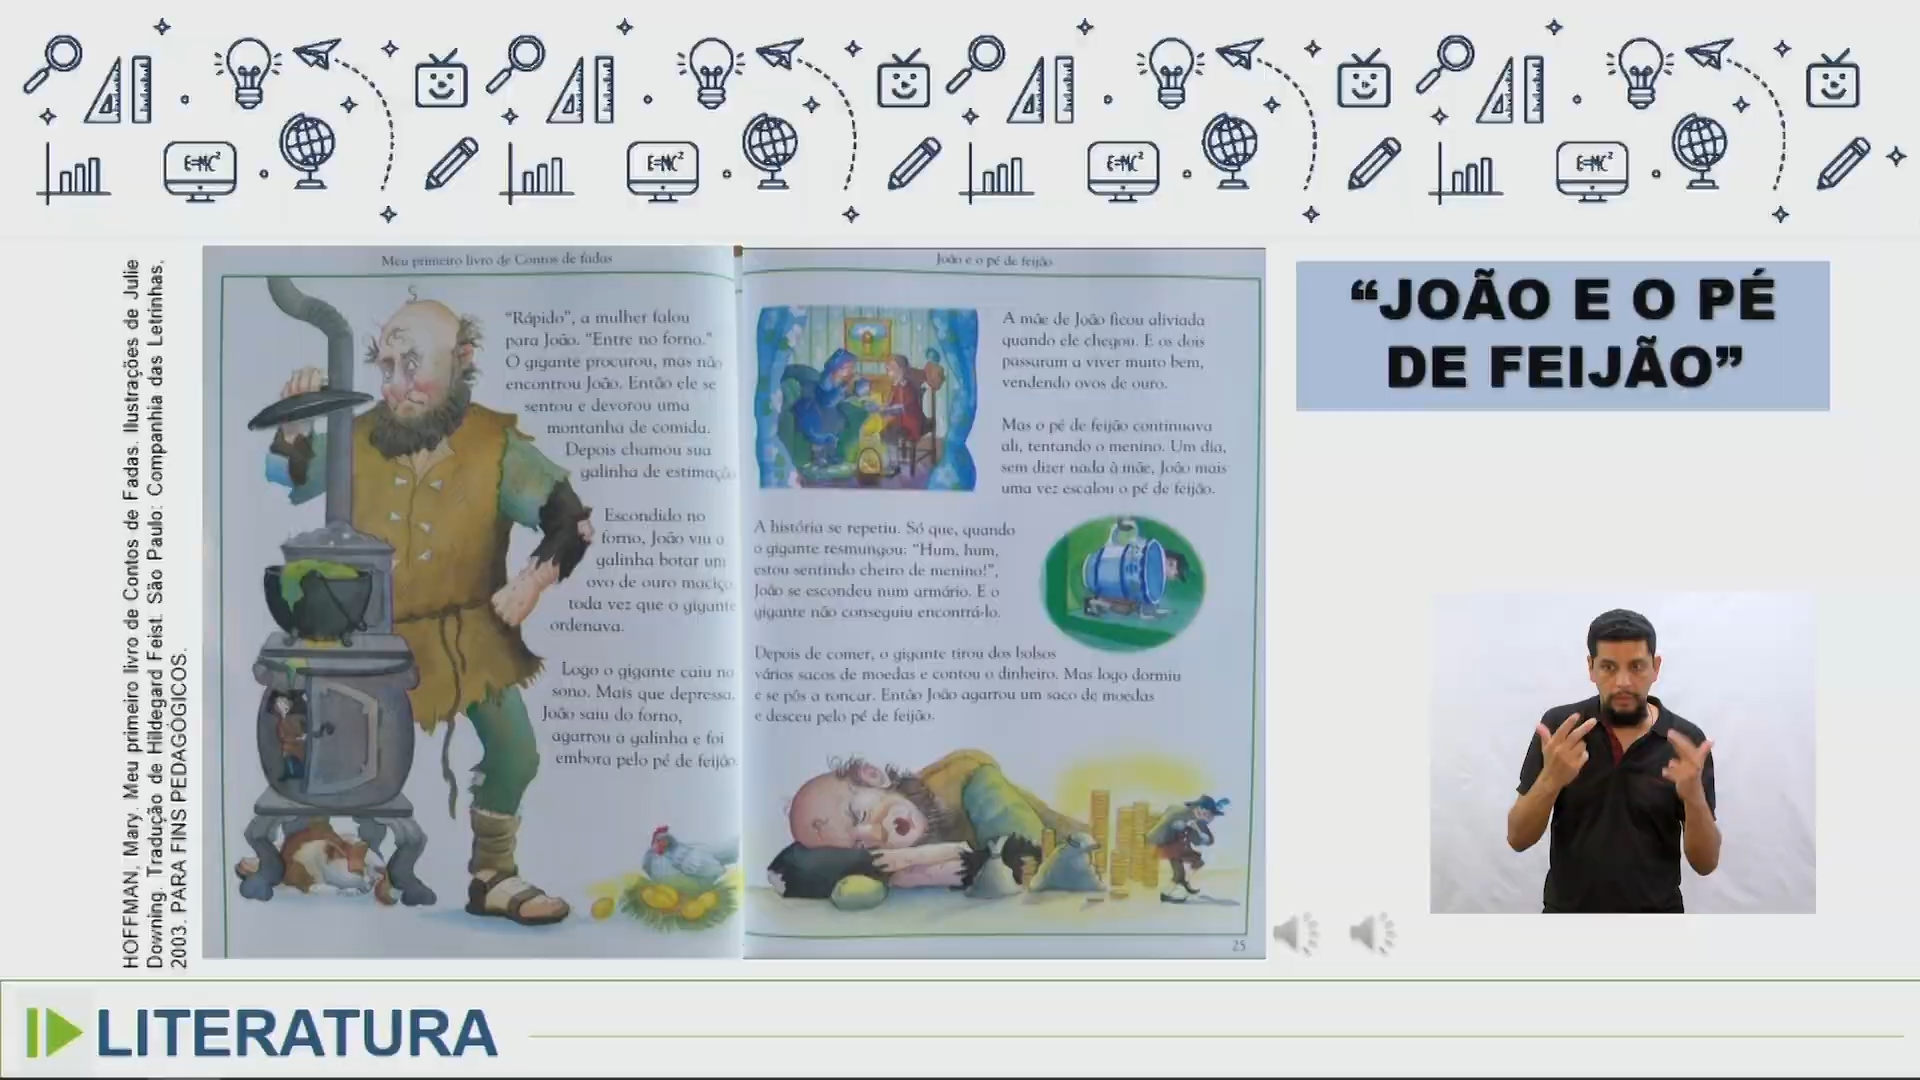 E=MC²
E=MC²
E=MC²
E=MC²
HOFFMAN, Mary. Meu primeiro livro de Contos de Fadas. Ilustrações de Julie
Downing. Tradução de Hildegard Feist. São Paulo: Companhia das Letrinhas,
2003. PARA FINS PEDAGÓGICOS.
Meu primeiro livro de Contos de fadas
“Rápido”, a mulher falou
para João. “Entre no forno.”
O gigante procurou, mas não
encontrou João. Então ele se
sentou e devorou uma
montanha de comida.
Depois chamou sua
galinha de estimação
Escondido no
forno, João viu a
galinha botar um
ovo de ouro maciço
toda vez que o gigante
ordenava.
Logo o gigante caiu no
sono. Mais que depressa,
João saiu do forno,
agarrou a galinha e foi
embora pelo pé de feijão.
João e o pé de feijão
A mãe de João ficou aliviada
quando ele chegou. E os dois
passaram a viver muito bem,
vendendo ovos de ouro.
Mas o pé de feijão continuava
ali, tentando o menino. Um dia,
sem dizer nada à mãe, João mais
uma vez escalou o pé de feijão.
A história se repetiu. Só que, quando
o gigante resmungou: “Hum, hum,
estou sentindo cheiro de menino!”,
João se escondeu num armário. E o
gigante não conseguiu encontrá-lo.
Depois de comer, o gigante tirou dos bolsos
vários sacos de moedas e contou o dinheiro. Mas logo dormiu
e se pôs a roncar. Então João agarrou um saco de moedas
e desceu pelo pé de feijão.
25
“JOÃO E O PÉ
DE FEIJÃO”
LITERATURA